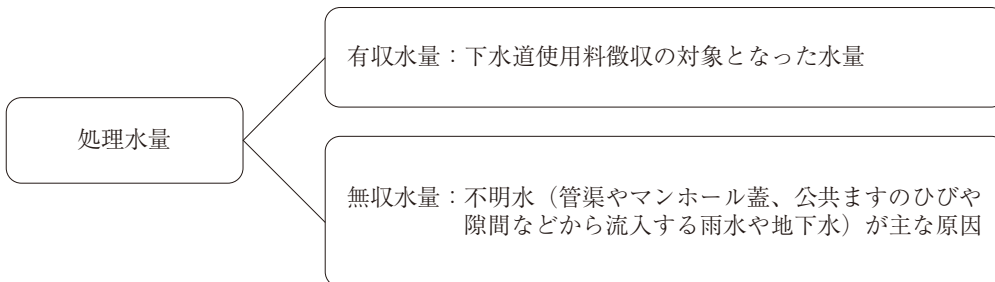 有収水量：下水道使用料徴収の対象となった水量
処理水量
無収水量：不明水（管渠やマンホール蓋、公共ますのひびや
隙間などから流入する雨水や地下水）が主な原因